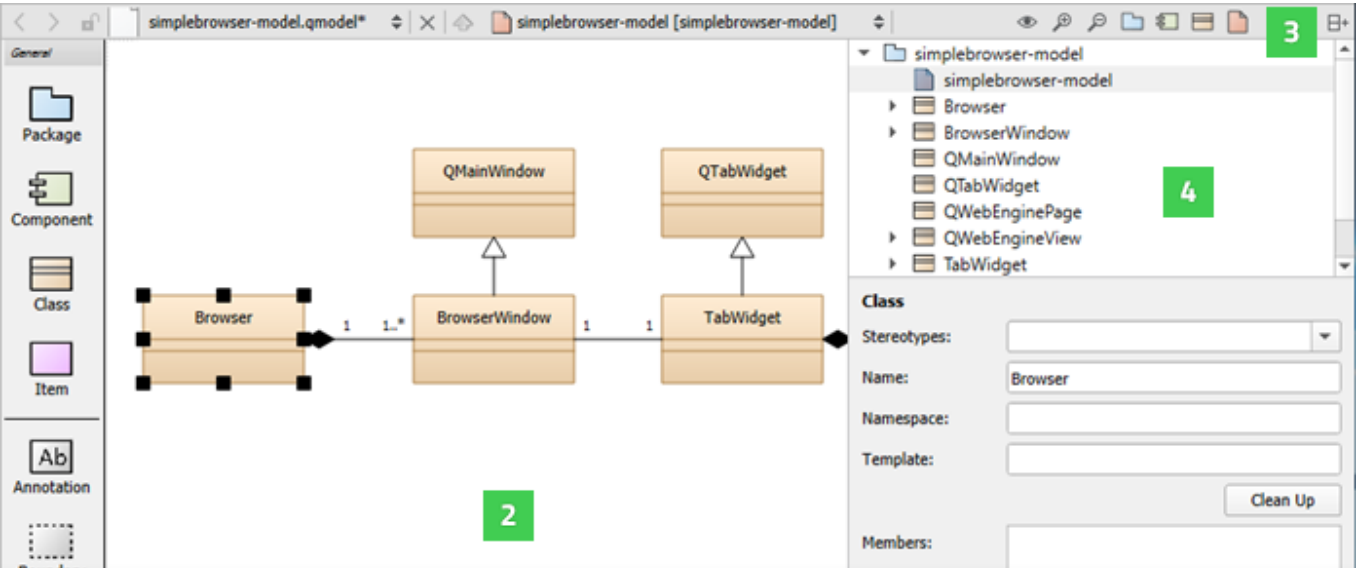 simplebrowser-model.qmodel*
simplebrowser-model [simplebrowser-model]
3
General
Package
Component
Class
Item
Ab
Annotation
QMainWindow
QTabWidget
Browser
1
1...*
BrowserWindow
1
1
TabWidget
2
simplebrowser-model
simplebrowser-model
Browser
BrowserWindow
QMainWindow
QTabWidget
QWebEnginePage
QWebEngineView
TabWidget
4
Class
Stereotypes:
Name:
Browser
Namespace:
Template:
Clean Up
Members: